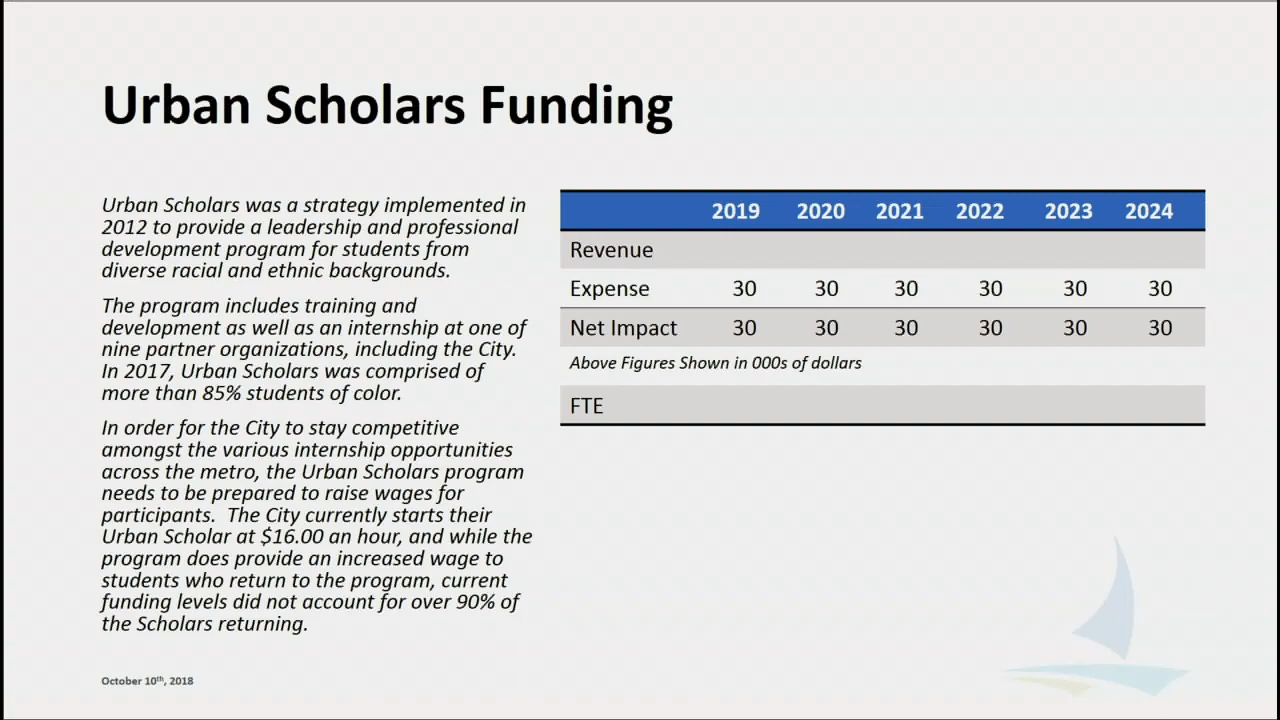 Urban Scholars Funding
Urban Scholars was a strategy implemented in
2012 to provide a leadership and professional
development program for students from
diverse racial and ethnic backgrounds.
The program includes training and
development as well as an internship at one of
nine partner organizations, including the City.
In 2017, Urban Scholars was comprised of
more than 85% students of color.
In order for the City to stay competitive
amongst the various internship opportunities
across the metro, the Urban Scholars program
needs to be prepared to raise wages for
participants.  The City currently starts their
Urban Scholar at $16.00 an hour, and while the
program does provide an increased wage to
students who return to the program, current
funding levels did not account for over 90% of
the Scholars returning.
2019 2020 2021 2022 2023 2024
Revenue
Expense 30 30 30 30 30 30
Net Impact 30 30 30 30 30 30
Above Figures Shown in 000s of dollars
FTE
October 10th, 2018